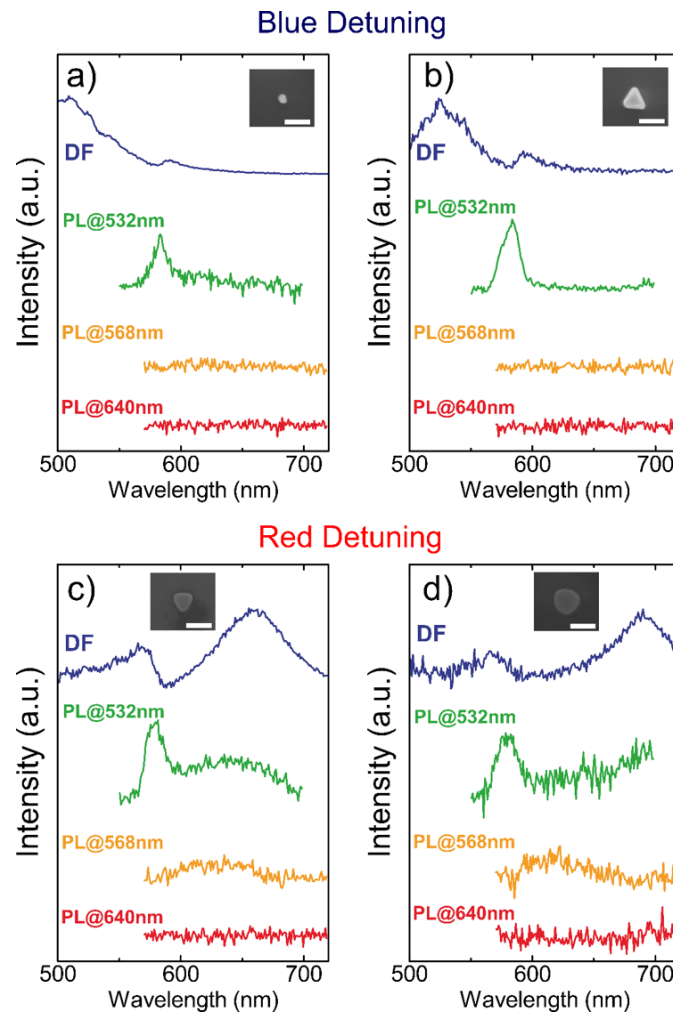 Blue Detuning
a)
DF
PL@532nm
PL@568nm
PL@640nm
Intensity (a.u.)
500 600 700
Wavelength (nm)
b)
DF
PL@532nm
PL@568nm
PL@640nm
Intensity (a.u.)
500 600 700
Wavelength (nm)
Red Detuning
c)
DF
PL@532nm
PL@568nm
PL@640nm
Intensity (a.u.)
500 600 700
Wavelength (nm)
d)
DF
PL@532nm
PL@568nm
PL@640nm
Intensity (a.u.)
500 600 700
Wavelength (nm)